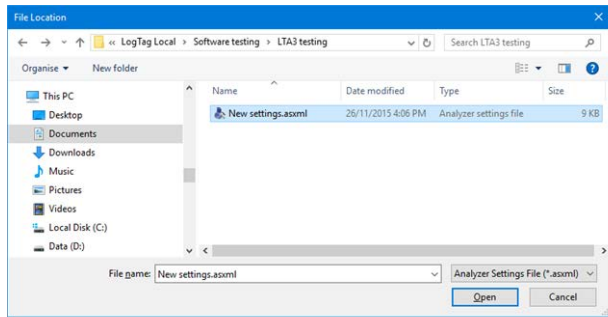 File Location
« LogTag Local > Software testing > LTA3 testing
Search LTA3 testing
Organise
New folder
Name
Date modified
Type
Size
New settings.asxml
26/11/2015 4:06 PM
Analyzer settings file
9 KB
This PC
Desktop
Documents
Downloads
Music
Pictures
Videos
Local Disk (C:)
Data (D:)
File name:
New settings.asxml
Analyzer Settings File (*.asxml)
Open
Cancel